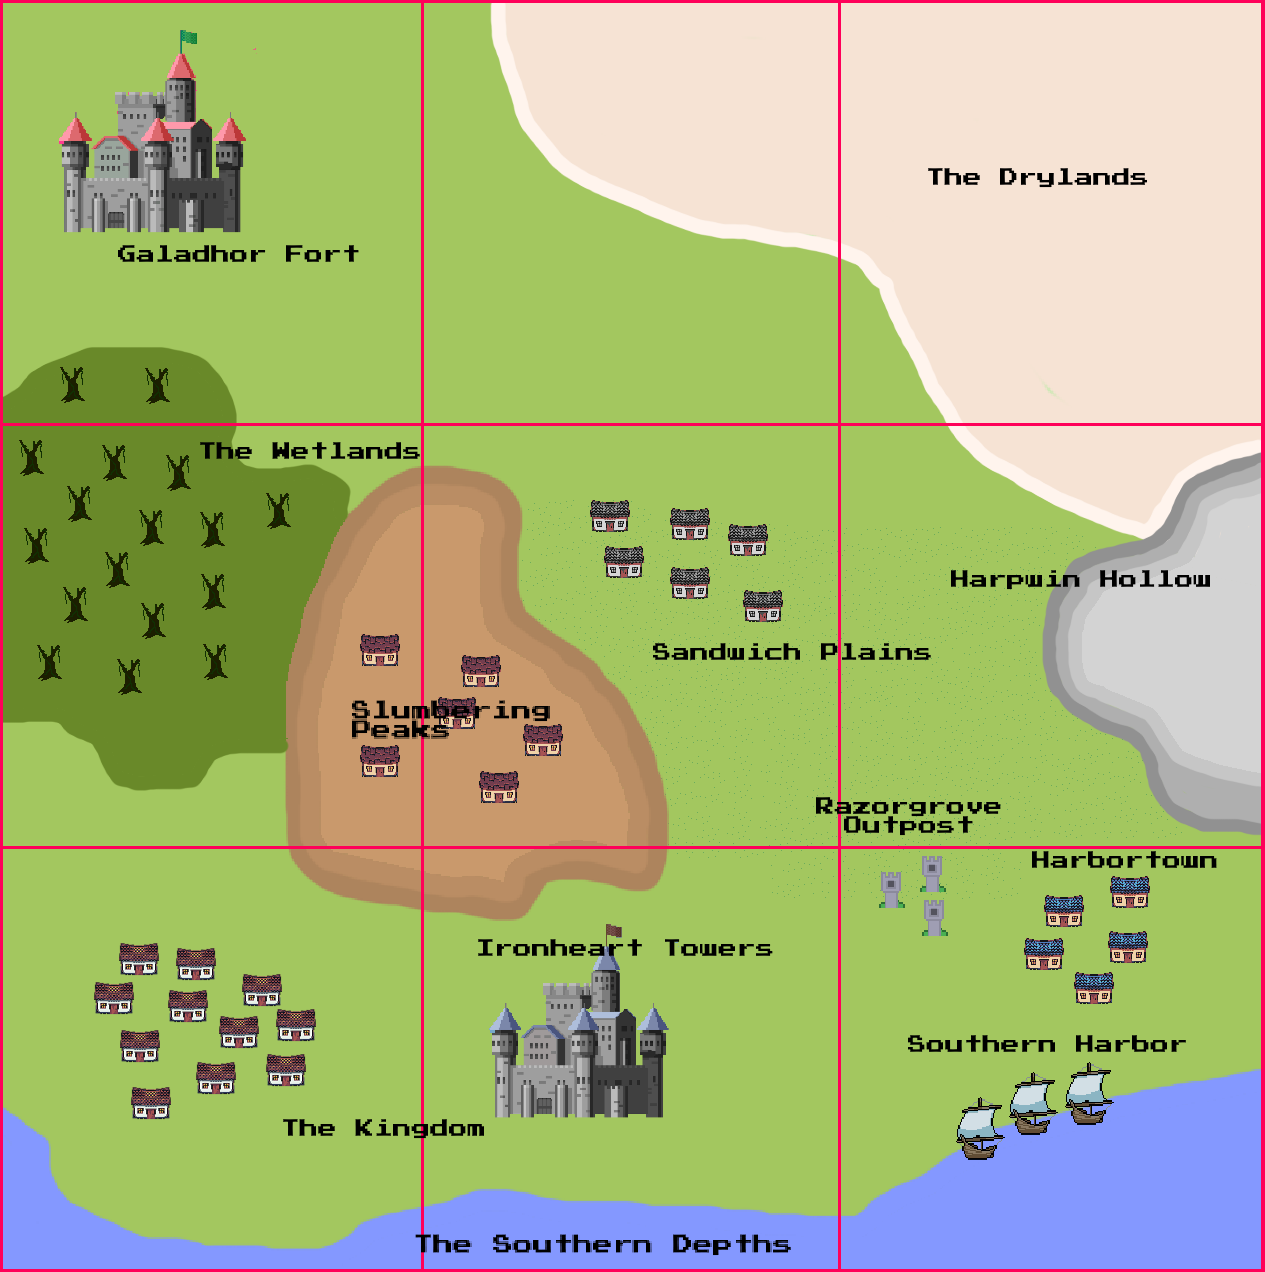 The Drylands
Galadhor Fort
The Wetlands
Harpwin Hollow
Sandwich Plains
Slumbering
Peaks
Razorgrove
Outpost
Harbortown
Ironheart Towers
Southern Harbor
The Kingdom
The Southern Depths